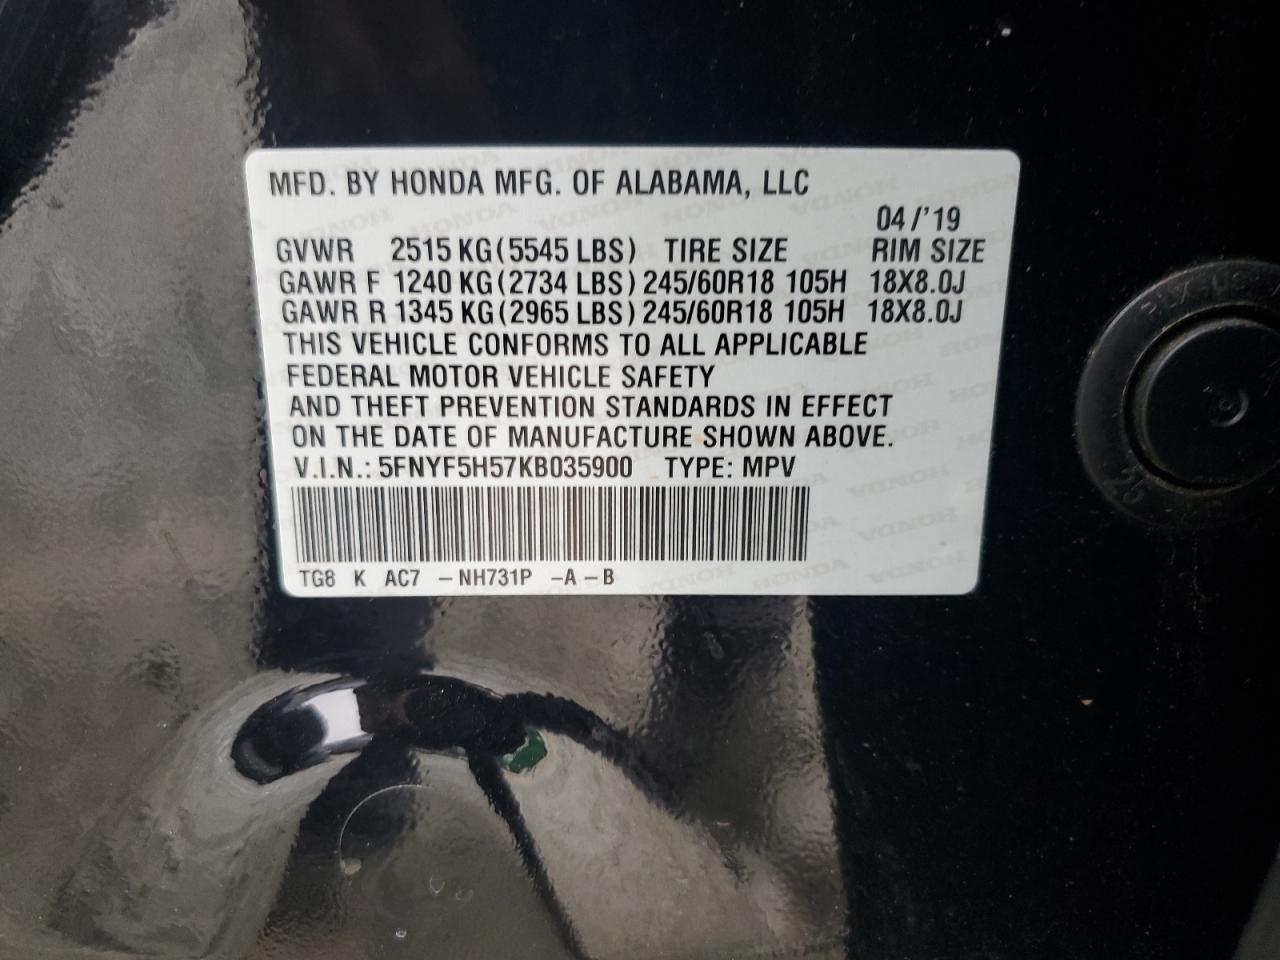 MFD. BY HONDA MFG. OF ALABAMA, LLC
04/'19
GVWR 2515 KG(5545 LBS) TIRE SIZE RIM SIZE
GAWR F 1240 KG(2734 LBS) 245/60R18 105H 18X8.0J
GAWR R 1345 KG(2965 LBS) 245/60R18 105H 18X8.0J
THIS VEHICLE CONFORMS TO ALL APPLICABLE
FEDERAL MOTOR VEHICLE SAFETY
AND THEFT PREVENTION STANDARDS IN EFFECT
ON THE DATE OF MANUFACTURE SHOWN ABOVE.
V.I.N.: 5FNYF5H57KB035900 TYPE: MPV
TG8 K AC7 -NH731P -A-B
25